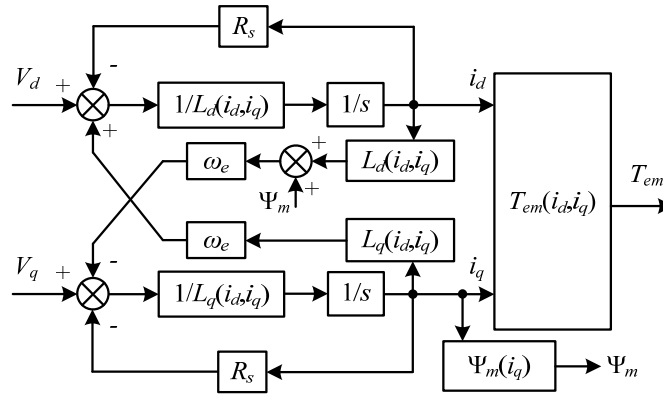 R_s
-
V_d
+
1/L_d(i_d,i_q)
1/s
i_d
+
ω_e
+
L_d(i_d,i_q)
Ψ_m
+
T_em(i_d,i_q)
T_em
ω_e
L_q(i_d,i_q)
V_q
+
-
1/L_q(i_d,i_q)
1/s
i_q
-
R_s
Ψ_m(i_q)
Ψ_m